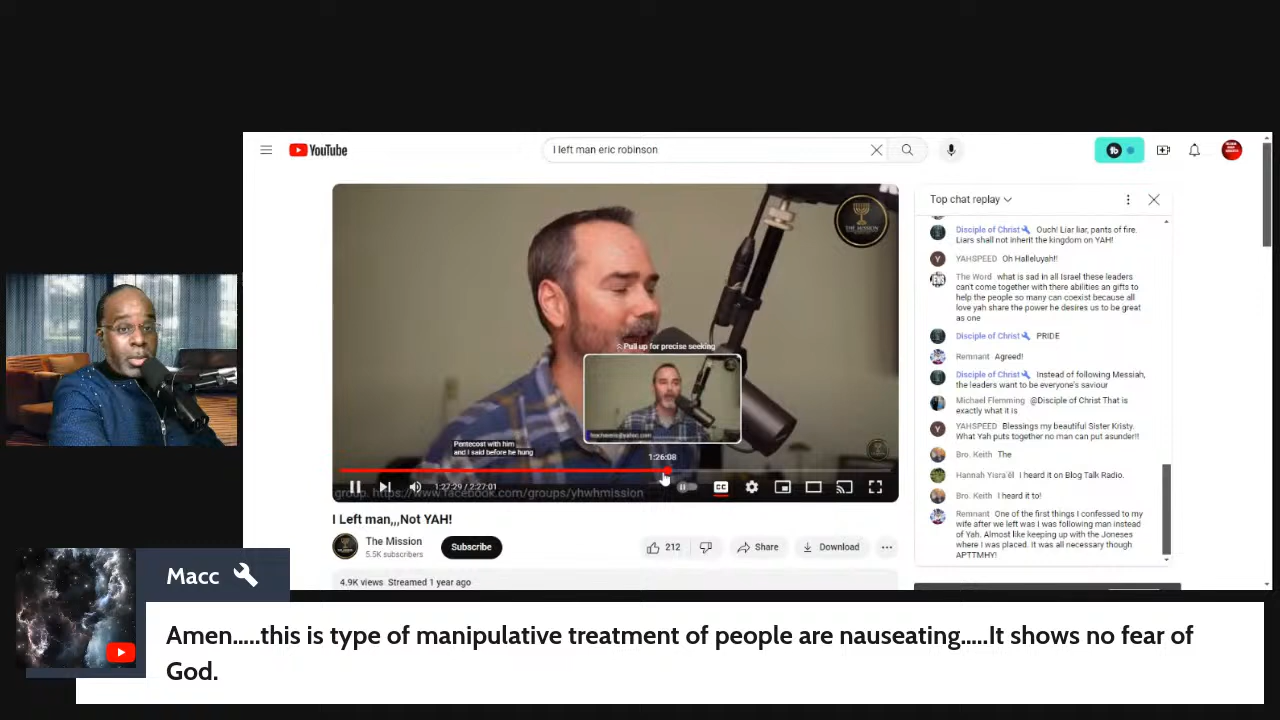 YouTube
I left man eric robinson
Top chat replay
THE MISSION
Disciple of Christ Ouch! Liar liar, pants of fire.
Liars shall not inherit the kingdom on YAH!
YAHSPEED Oh Halleluyah!!
The Word what is sad in all Israel these leaders
can't come together with there abilities an gifts to
help the people so many can coexist because all
love yah share the power he desires us to be great
as one
Disciple of Christ PRIDE
Remnant Agreed!
Disciple of Christ Instead of following Messiah,
the leaders want to be everyone's saviour
Michael Flemming @Disciple of Christ That is
exactly what it is
YAHSPEED Blessings my beautiful Sister Kristy.
What Yah puts together no man can put asunder!!
Bro. Keith The
Hannah Yisra'el I heard it on Blog Talk Radio.
Bro. Keith I heard it to!
Remnant One of the first things I confessed to my
wife after we left was I was following man instead
of Yah. Almost like keeping up with the Joneses
where I was placed. It was all necessary though
APTTMHY!
Pull up for precise seeking
Pentecost with him
and I said before he hung
1:26:08
1:27:29 / 2:27:01
group. https://www.facebook.com/groups/yhwhmission
I Left man,,,Not YAH!
The Mission
5.5K subscribers
Subscribe
212
Share
Download
4.9K views Streamed 1 year ago
Macc
Amen.....this is type of manipulative treatment of people are nauseating.....It shows no fear of
God.